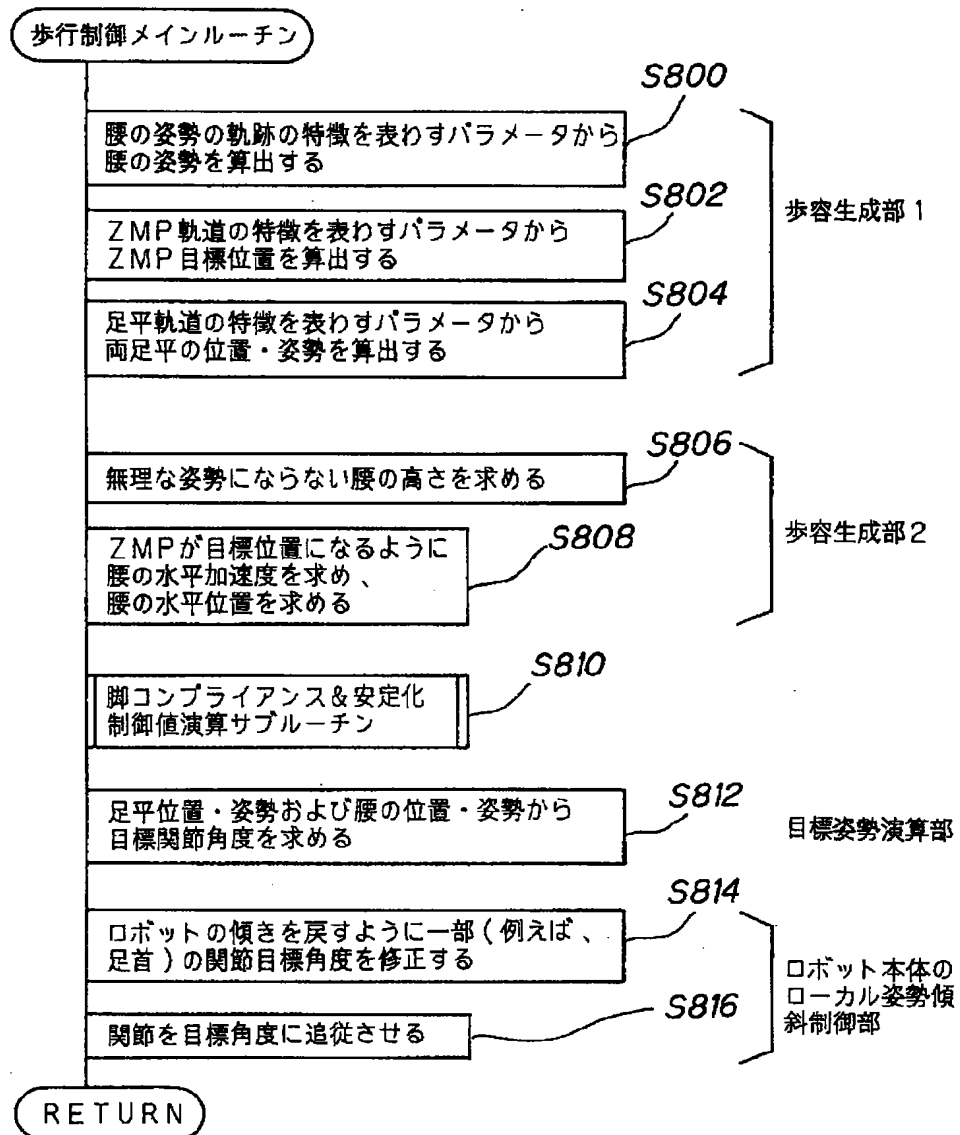 歩行制御メインルーチン
S800
腰の姿勢の軌跡の特徴を表わすパラメータから
腰の姿勢を算出する
S802
ZMP軌道の特徴を表わすパラメータから
ZMP目標位置を算出する
歩容生成部1
S804
足平軌道の特徴を表わすパラメータから
両足平の位置・姿勢を算出する
S806
無理な姿勢にならない腰の高さを求める
S808
ZMPが目標位置になるように
腰の水平加速度を求め、
腰の水平位置を求める
歩容生成部2
S810
脚コンプライアンス&安定化
制御値演算サブルーチン
S812
足平位置・姿勢および腰の位置・姿勢から
目標関節角度を求める
目標姿勢演算部
S814
ロボットの傾きを戻すように一部(例えば、
足首)の関節目標角度を修正する
S816
関節を目標角度に追従させる
ロボット本体の
ローカル姿勢傾
斜制御部
RETURN